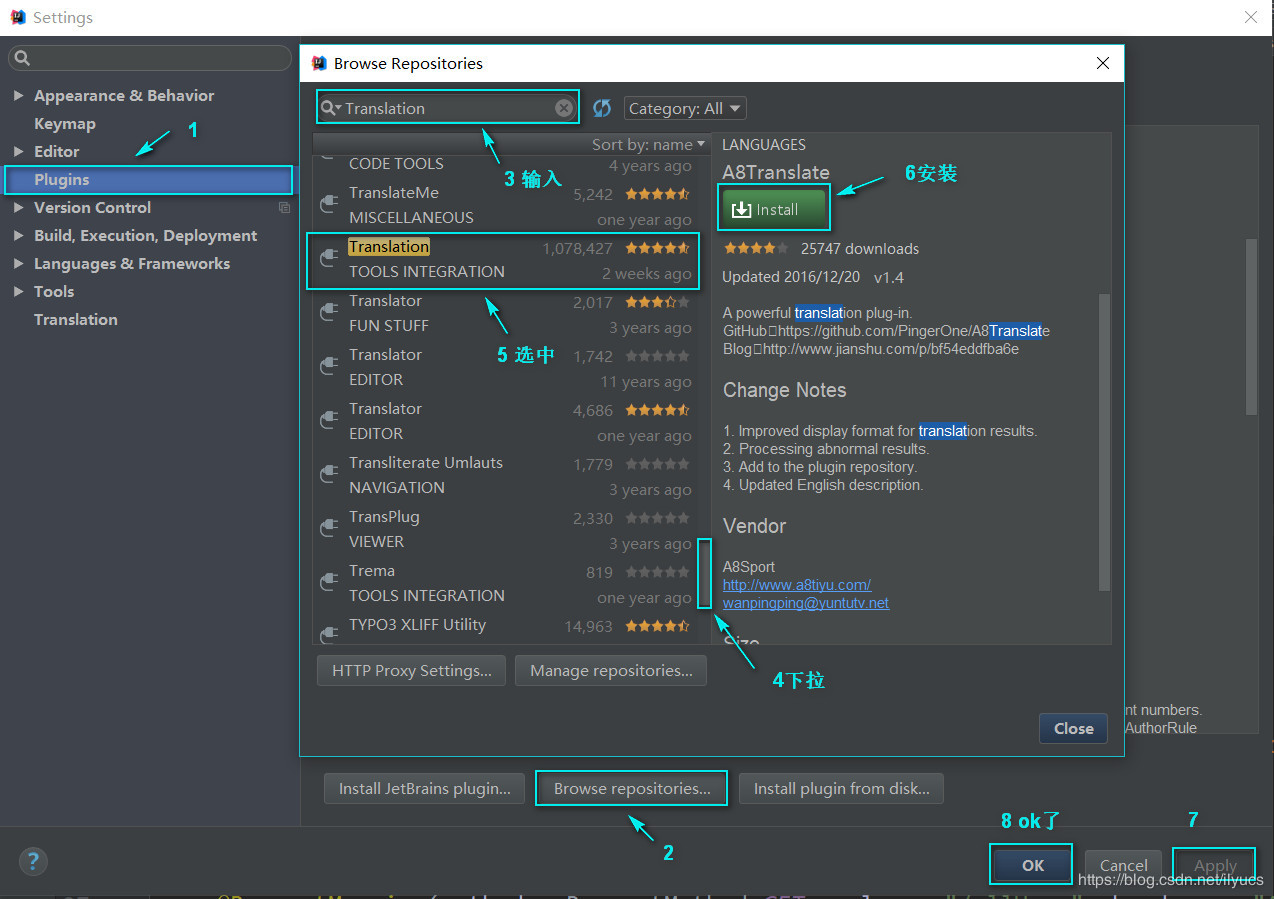 Settings
Browse Repositories
Appearance & Behavior
Keymap
Editor
Plugins
Version Control
Build, Execution, Deployment
Languages & Frameworks
Tools
Translation
1
Translation
Category: All
3 输入
Sort by: name
CODE TOOLS 4 years ago
TranslateMe 5,242
MISCELLANEOUS one year ago
Translation 1,078,427
TOOLS INTEGRATION 2 weeks ago
Translator 2,017
FUN STUFF 3 years ago
5 选中
Translator 1,742
EDITOR 11 years ago
Translator 4,686
EDITOR one year ago
Transliterate Umlauts 1,779
NAVIGATION 3 years ago
TransPlug 2,330
VIEWER 3 years ago
Trema 819
TOOLS INTEGRATION one year ago
TYPO3 XLIFF Utility 14,963
LANGUAGES
A8Translate
6安装
Install
25747 downloads
Updated 2016/12/20 v1.4
A powerful translation plug-in.
GitHub▯https://github.com/PingerOne/A8Translate
Blog▯http://www.jianshu.com/p/bf54eddfba6e
Change Notes
1. Improved display format for translation results.
2. Processing abnormal results.
3. Add to the plugin repository.
4. Updated English description.
Vendor
A8Sport
http://www.a8tiyu.com/
wanpingping@yuntutv.net
Size
4下拉
HTTP Proxy Settings...
Manage repositories...
nt numbers.
AuthorRule
Close
Install JetBrains plugin...
Browse repositories...
Install plugin from disk...
2
8 ok了
7
?
OK
Cancel
Apply
https://blog.csdn.net/ilyucs